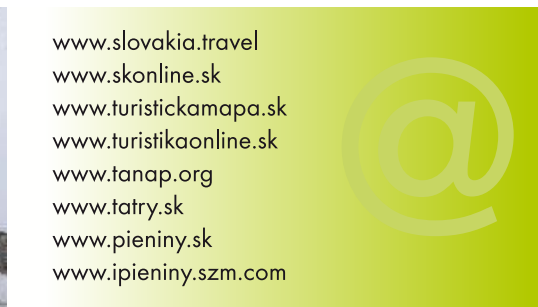 www.slovakia.travel
www.skonline.sk
www.turistickamapa.sk
www.turistikaonline.sk
www.tanap.org
www.tatry.sk
www.pieniny.sk
www.ipieniny.szm.com
@